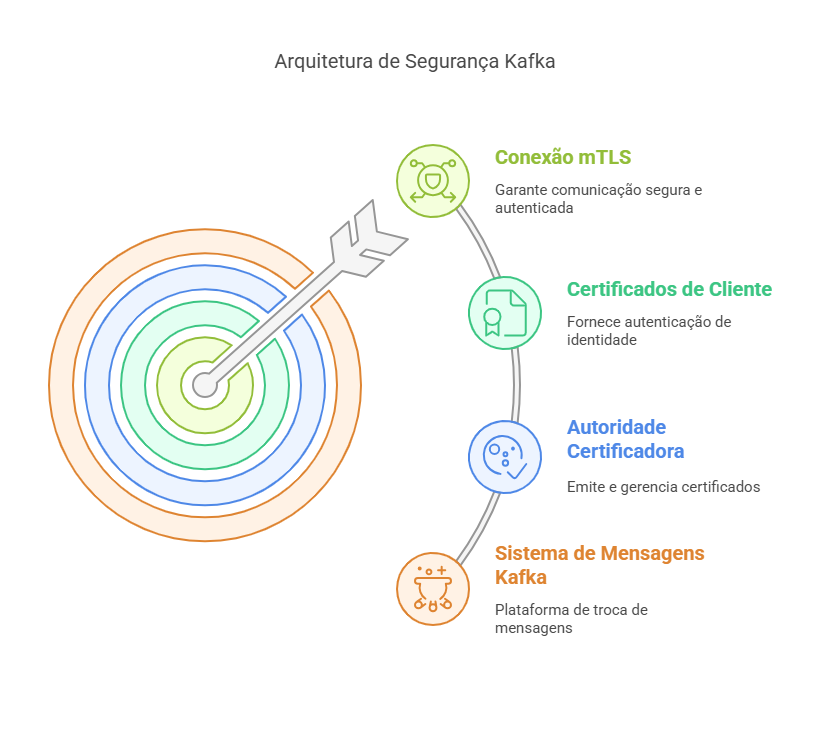 Arquitetura de Segurança Kafka
Conexão mTLS
Garante comunicação segura e
autenticada
Certificados de Cliente
Fornece autenticação de
identidade
Autoridade
Certificadora
Emite e gerencia certificados
Sistema de Mensagens
Kafka
Plataforma de troca de
mensagens